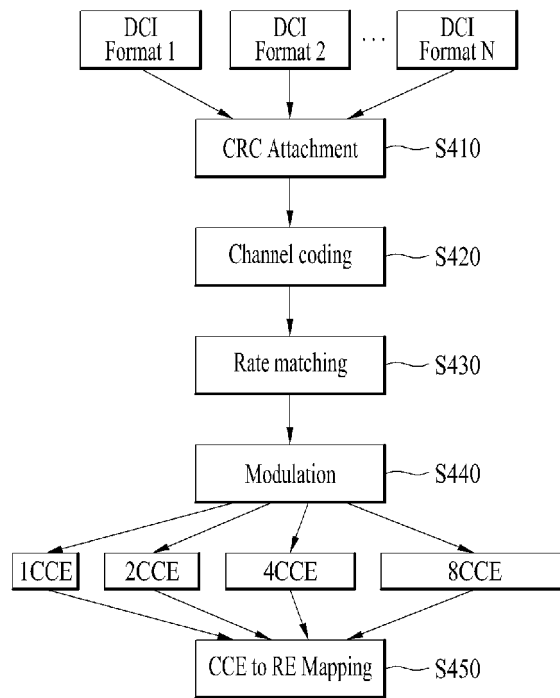 DCI
Format 1
DCI
Format 2
...
DCI
Format N
CRC Attachment
S410
Channel coding
S420
Rate matching
S430
Modulation
S440
1CCE
2CCE
4CCE
8CCE
CCE to RE Mapping
S450